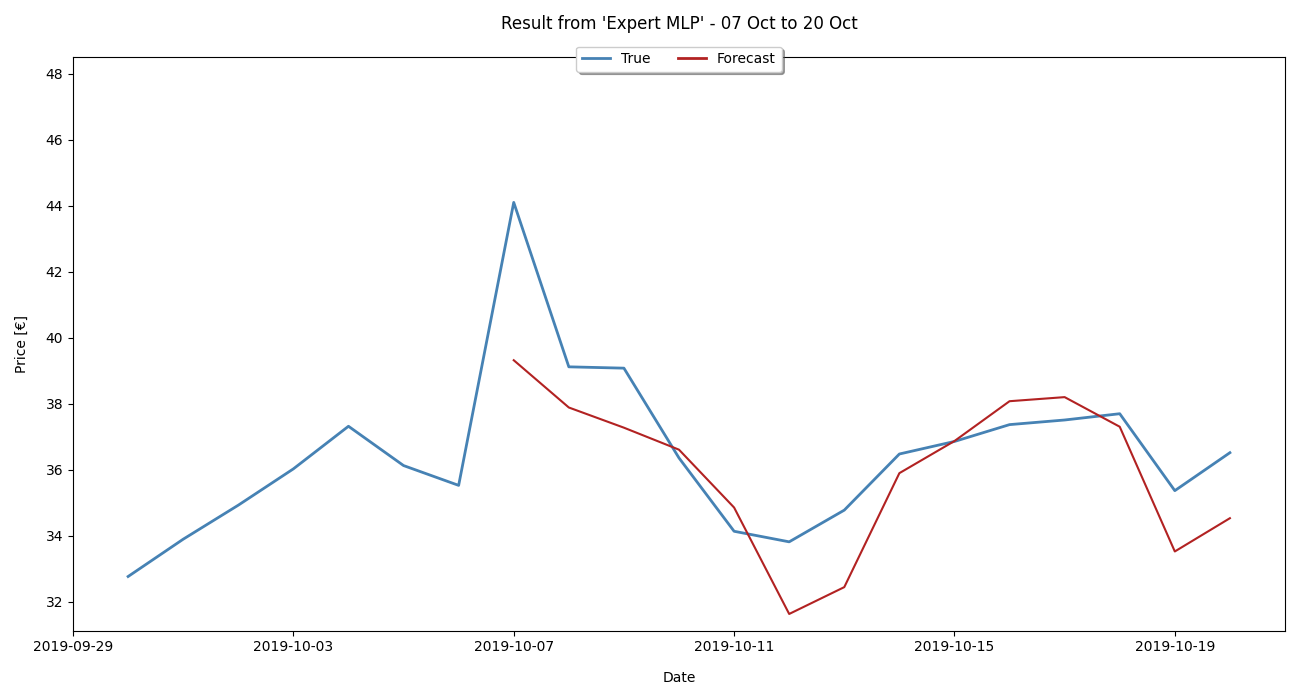 Result from 'Expert MLP' - 07 Oct to 20 Oct
True Forecast
48
46
44
42
40
38
36
34
32
Price [€]
2019-09-29 2019-10-03 2019-10-07 2019-10-11 2019-10-15 2019-10-19
Date